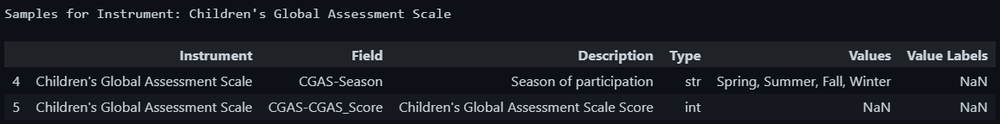 Samples for Instrument: Children's Global Assessment Scale
Instrument Field Description Type Values Value Labels
4 Children's Global Assessment Scale CGAS-Season Season of participation str Spring, Summer, Fall, Winter NaN
5 Children's Global Assessment Scale CGAS-CGAS_Score Children's Global Assessment Scale Score int NaN NaN